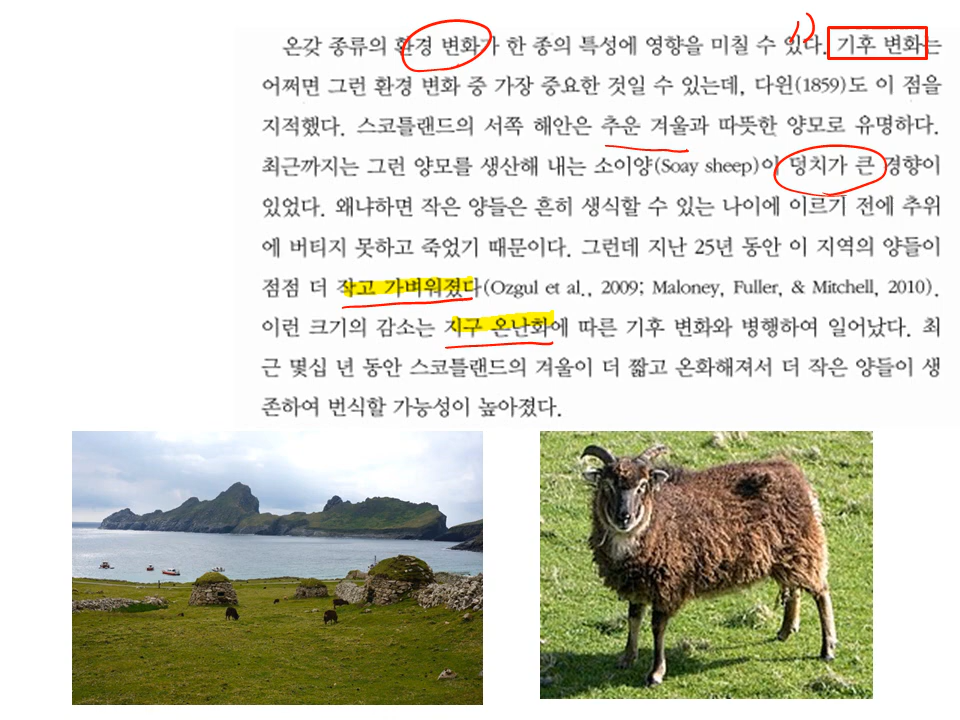 온갖 종류의 환경 변화가 한 종의 특성에 영향을 미칠 수 있다. 기후 변화는
어쩌면 그런 환경 변화 중 가장 중요한 것일 수 있는데, 다윈(1859)도 이 점을
지적했다. 스코틀랜드의 서쪽 해안은 추운 겨울과 따뜻한 양모로 유명하다.
최근까지는 그런 양모를 생산해 내는 소이양(Soay sheep)이 덩치가 큰 경향이
있었다. 왜냐하면 작은 양들은 흔히 생식할 수 있는 나이에 이르기 전에 추위
에 버티지 못하고 죽었기 때문이다. 그런데 지난 25년 동안 이 지역의 양들이
점점 더 작고 가벼워졌다(Ozgul et al., 2009; Maloney, Fuller, & Mitchell, 2010).
이런 크기의 감소는 지구 온난화에 따른 기후 변화와 병행하여 일어났다. 최
근 몇십 년 동안 스코틀랜드의 겨울이 더 짧고 온화해져서 더 작은 양들이 생
존하여 번식할 가능성이 높아졌다.